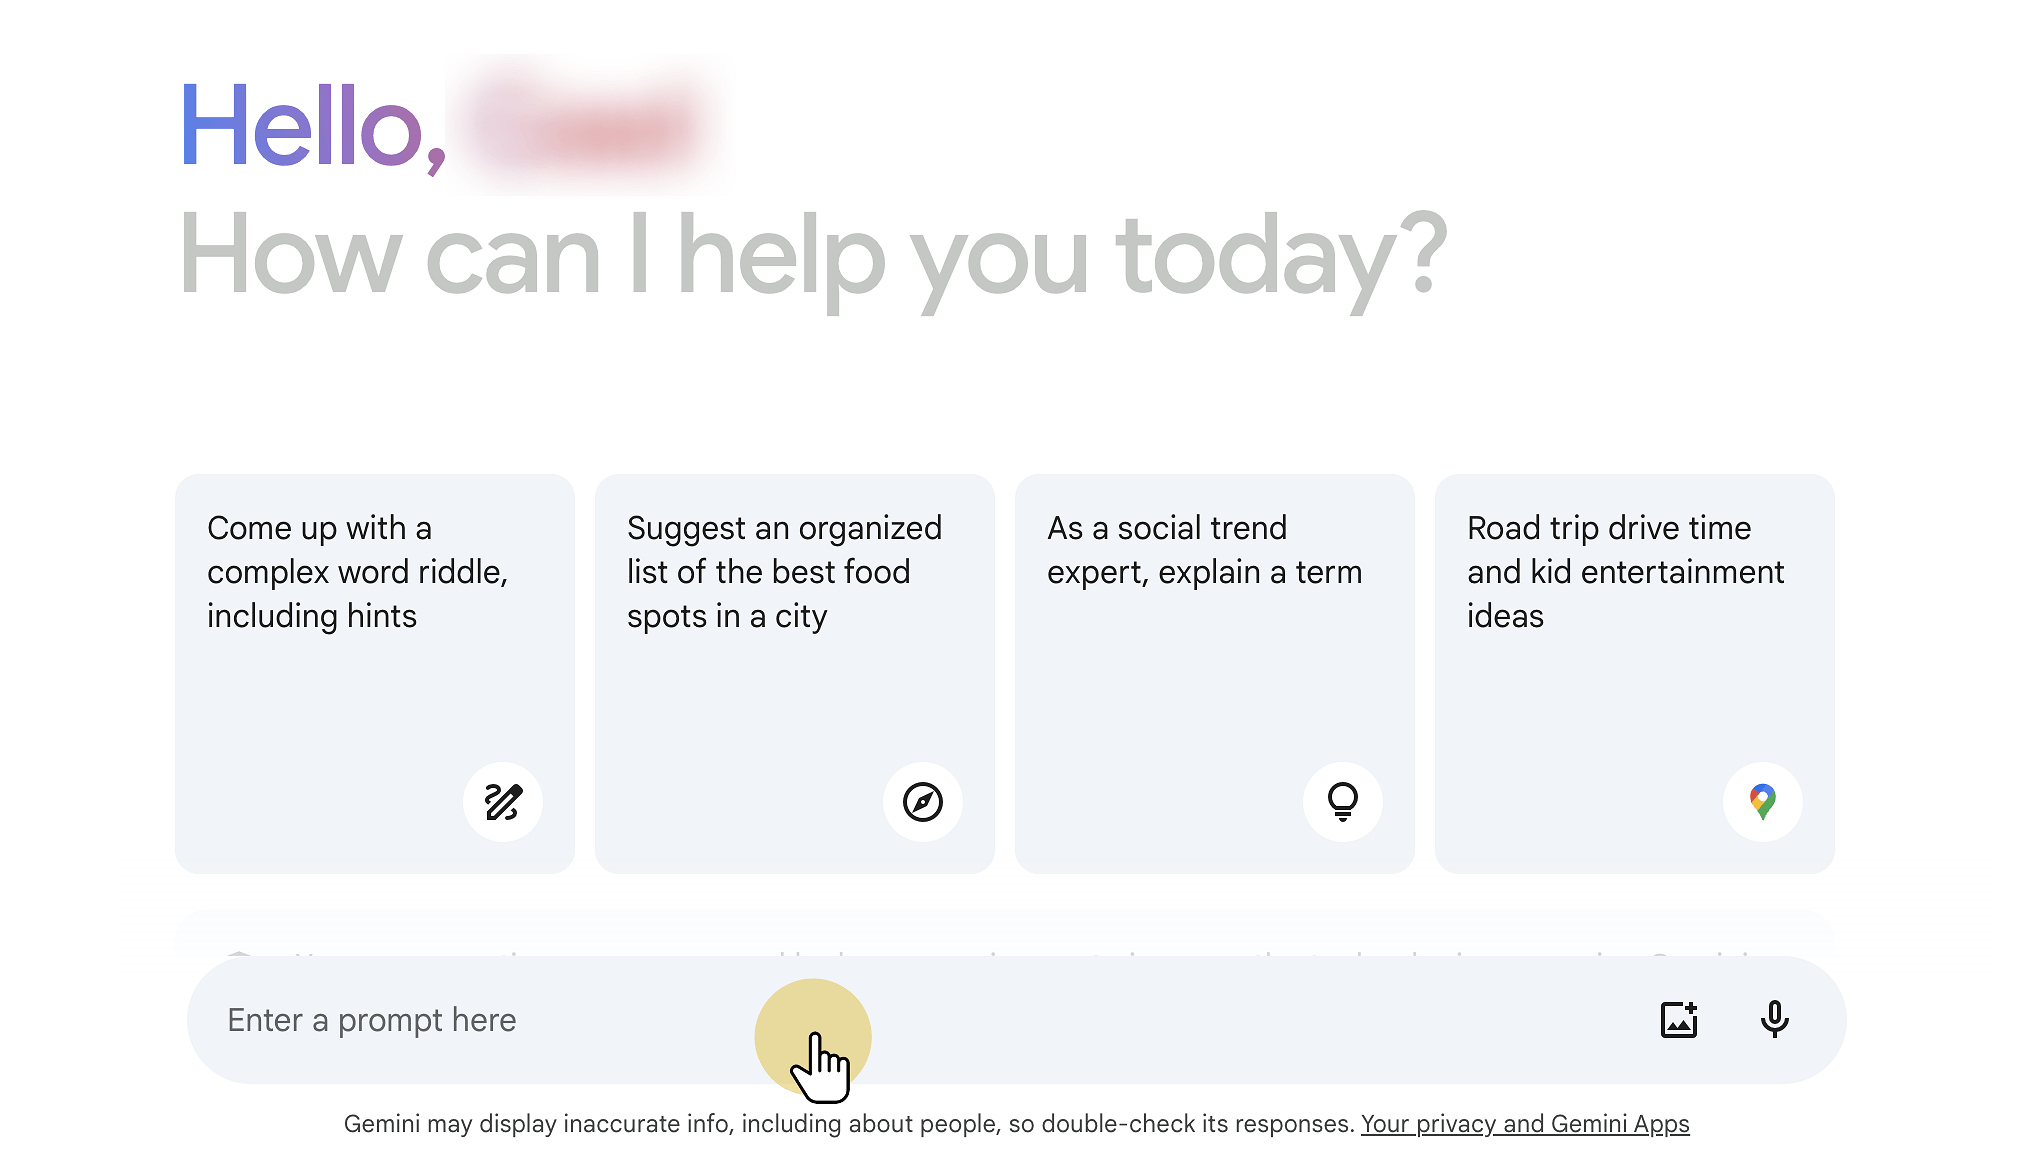 Hello,
How can I help you today?
Come up with a
complex word riddle,
including hints
Suggest an organized
list of the best food
spots in a city
As a social trend
expert, explain a term
Road trip drive time
and kid entertainment
ideas
Enter a prompt here
Gemini may display inaccurate info, including about people, so double-check its responses. Your privacy and Gemini Apps